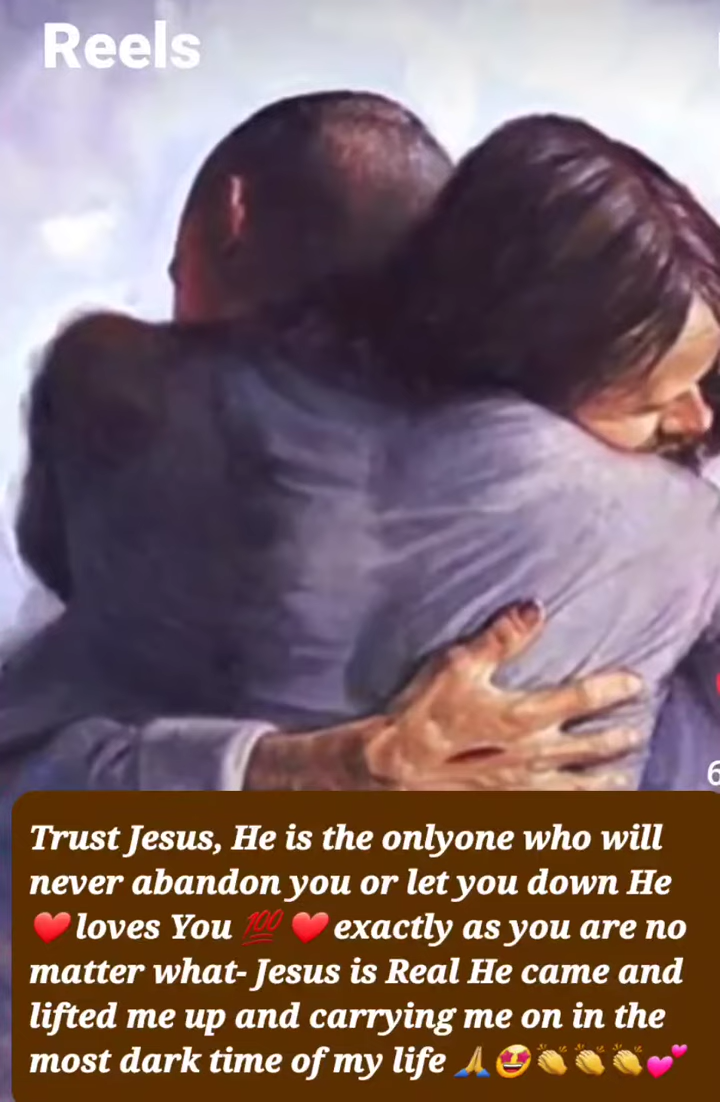 Reels
Trust Jesus, He is the onlyone who will
never abandon you or let you down He
❤️loves You 💯 ❤️exactly as you are no
matter what- Jesus is Real He came and
lifted me up and carrying me on in the
most dark time of my life 🙏🤩👏👏👏💕